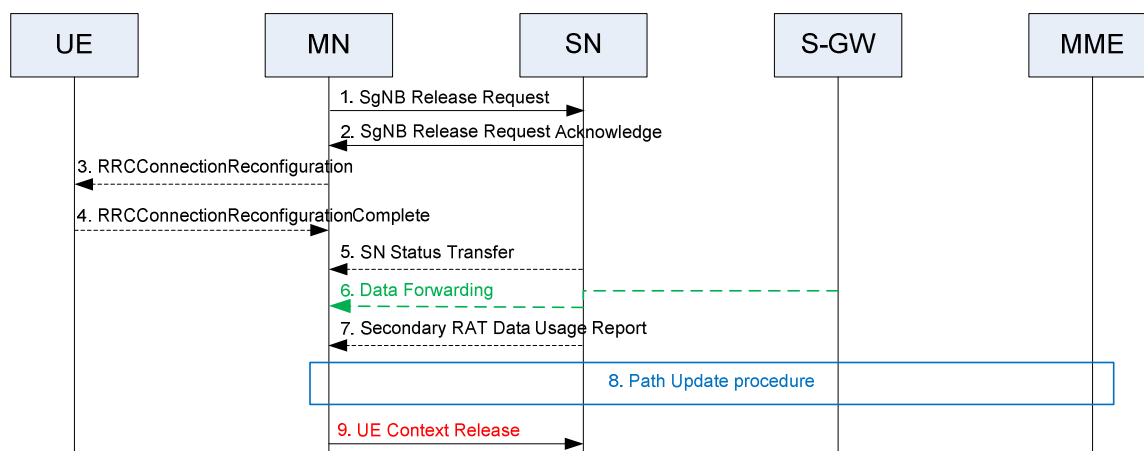 UE
MN
SN
S-GW
MME
1. SgNB Release Request
2. SgNB Release Request Acknowledge
3. RRCConnectionReconfiguration
4. RRCConnectionReconfigurationComplete
5. SN Status Transfer
6. Data Forwarding
7. Secondary RAT Data Usage Report
8. Path Update procedure
9. UE Context Release